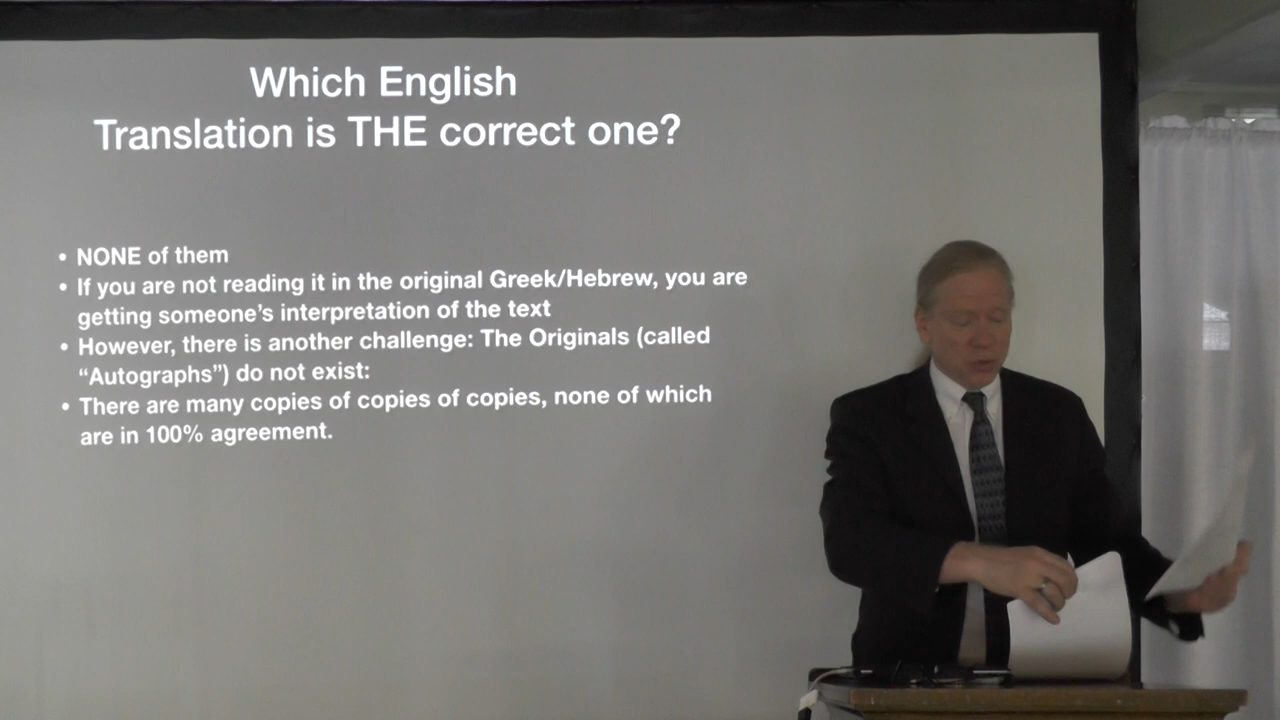 Which English
Translation is THE correct one?
• NONE of them
• If you are not reading it in the original Greek/Hebrew, you are
getting someone’s interpretation of the text
• However, there is another challenge: The Originals (called
“Autographs”) do not exist:
• There are many copies of copies of copies, none of which
are in 100% agreement.